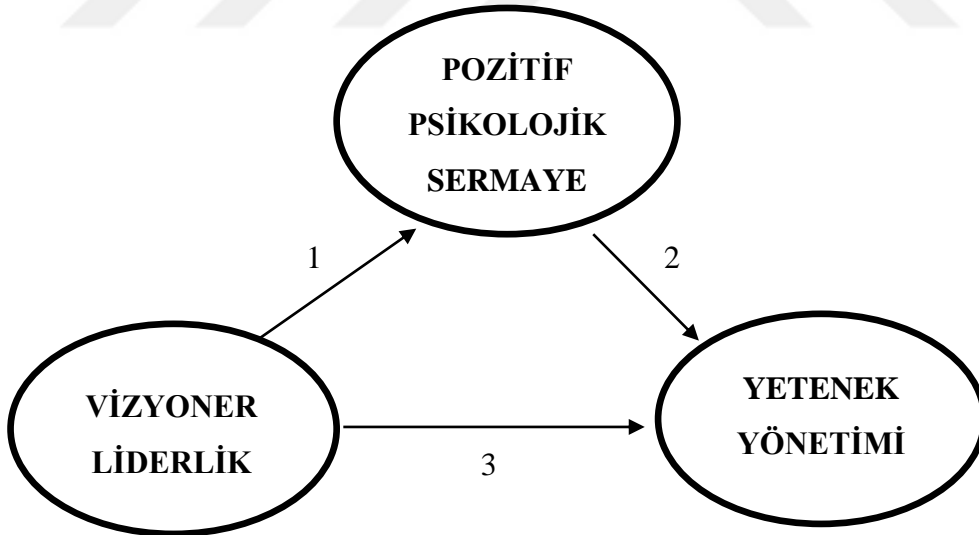 POZİTİF
PSİKOLOJİK
SERMAYE
1
2
VİZYONER
LİDERLİK
3
YETENEK
YÖNETİMİ